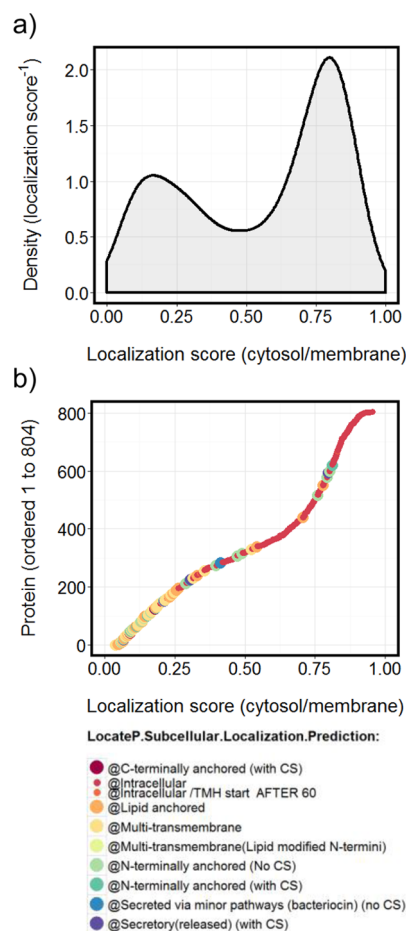 a)
Density (localization score-1)
2.0
1.5
1.0
0.5
0.0
0.00 0.25 0.50 0.75 1.00
Localization score (cytosol/membrane)
b)
Protein (ordered 1 to 804)
800
600
400
200
0
0.00 0.25 0.50 0.75 1.00
Localization score (cytosol/membrane)
LocateP.Subcellular.Localization.Prediction:
@C-terminally anchored (with CS)
@Intracellular
@Intracellular /TMH start AFTER 60
@Lipid anchored
@Multi-transmembrane
@Multi-transmembrane(Lipid modified N-termini)
@N-terminally anchored (No CS)
@N-terminally anchored (with CS)
@Secreted via minor pathways (bacteriocin) (no CS)
@Secretory(released) (with CS)